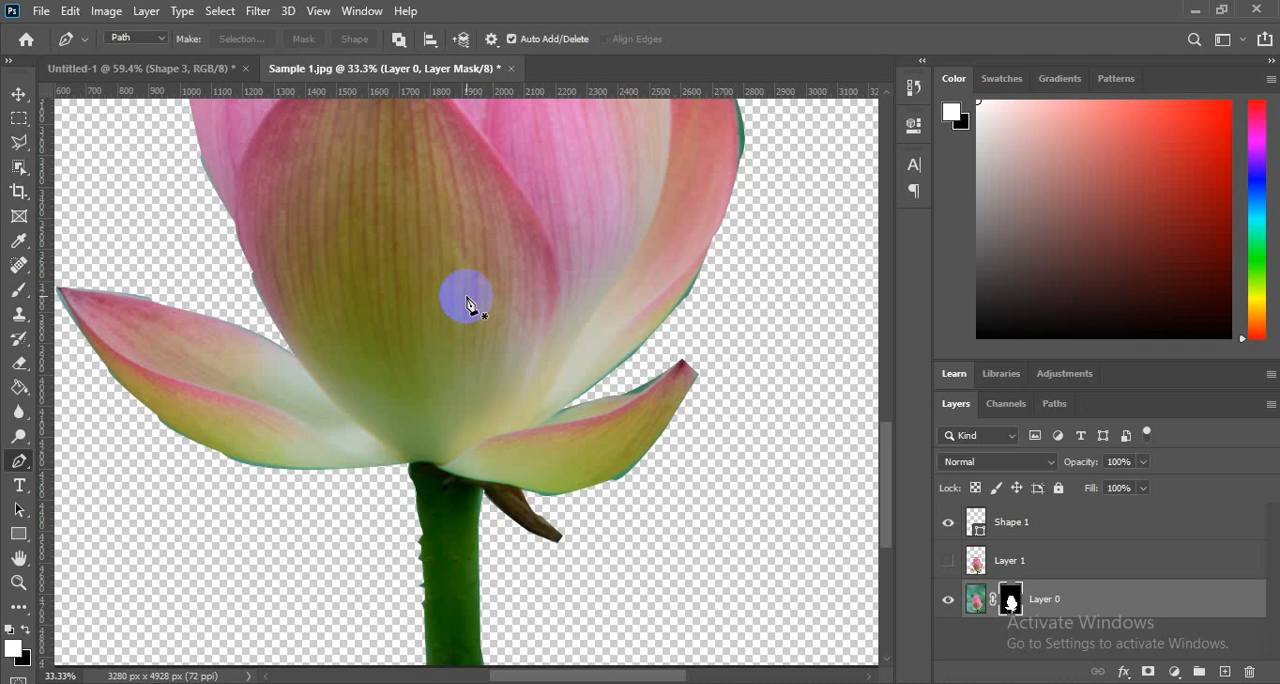 Ps File Edit Image Layer Type Select Filter 3D View Window Help
Path Make: Selection... Mask Shape Auto Add/Delete Align Edges
Untitled-1 @ 59.4% (Shape 3, RGB/8) * × Sample 1.jpg @ 33.3% (Layer 0, Layer Mask/8) * ×
600 700 800 900 1000 1100 1200 1300 1400 1500 1600 1700 1800 1900 2000 2100 2200 2300 2400 2500 2600 2700 2800 2900 3000 3100 32
Color Swatches Gradients Patterns
Learn Libraries Adjustments
Layers Channels Paths
Kind
Normal Opacity: 100%
Lock: Fill: 100%
Shape 1
Layer 1
Layer 0
Activate Windows
Go to Settings to activate Windows.
33.33% 3280 px x 4928 px (72 ppi)